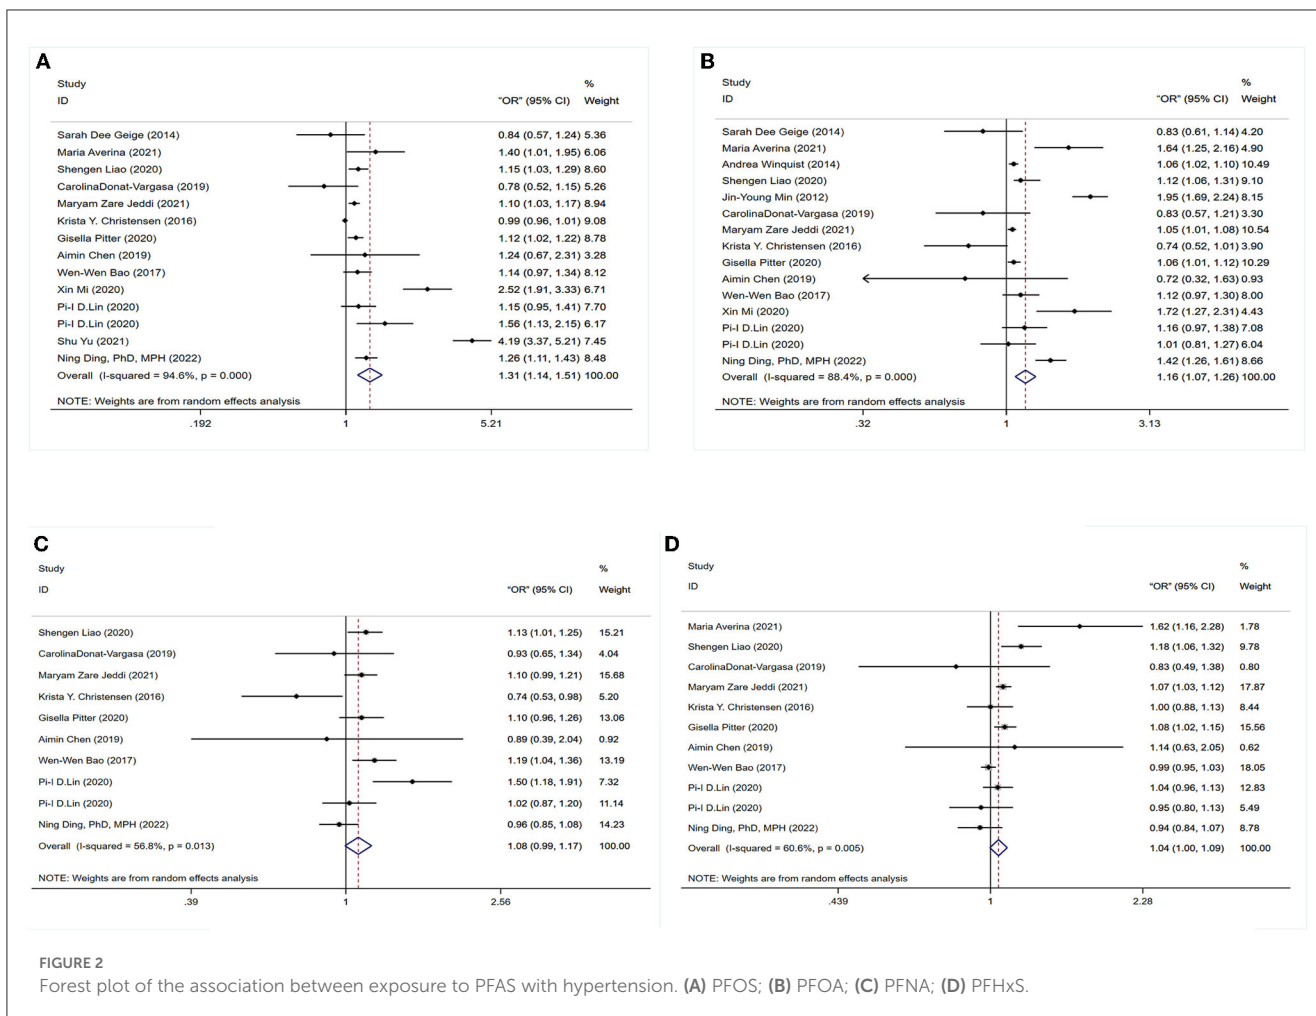 A
Study %
ID "OR" (95% CI) Weight
Sarah Dee Geige (2014) 0.84 (0.57, 1.24) 5.36
Maria Averina (2021) 1.40 (1.01, 1.95) 6.06
Shengen Liao (2020) 1.15 (1.03, 1.29) 8.60
CarolinaDonat-Vargasa (2019) 0.78 (0.52, 1.15) 5.26
Maryam Zare Jeddi (2021) 1.10 (1.03, 1.17) 8.94
Krista Y. Christensen (2016) 0.99 (0.96, 1.01) 9.08
Gisella Pitter (2020) 1.12 (1.02, 1.22) 8.78
Aimin Chen (2019) 1.24 (0.67, 2.31) 3.28
Wen-Wen Bao (2017) 1.14 (0.97, 1.34) 8.12
Xin Mi (2020) 2.52 (1.91, 3.33) 6.71
Pi-I D.Lin (2020) 1.15 (0.95, 1.41) 7.70
Pi-I D.Lin (2020) 1.56 (1.13, 2.15) 6.17
Shu Yu (2021) 4.19 (3.37, 5.21) 7.45
Ning Ding, PhD, MPH (2022) 1.26 (1.11, 1.43) 8.48
Overall (I-squared = 94.6%, p = 0.000) 1.31 (1.14, 1.51) 100.00
NOTE: Weights are from random effects analysis
.192 1 5.21
B
Study %
ID "OR" (95% CI) Weight
Sarah Dee Geige (2014) 0.83 (0.61, 1.14) 4.20
Maria Averina (2021) 1.64 (1.25, 2.16) 4.90
Andrea Winquist (2014) 1.06 (1.02, 1.10) 10.49
Shengen Liao (2020) 1.12 (1.06, 1.31) 9.10
Jin-Young Min (2012) 1.95 (1.69, 2.24) 8.15
CarolinaDonat-Vargasa (2019) 0.83 (0.57, 1.21) 3.30
Maryam Zare Jeddi (2021) 1.05 (1.01, 1.08) 10.54
Krista Y. Christensen (2016) 0.74 (0.52, 1.01) 3.90
Gisella Pitter (2020) 1.06 (1.01, 1.12) 10.29
Aimin Chen (2019) 0.72 (0.32, 1.63) 0.93
Wen-Wen Bao (2017) 1.12 (0.97, 1.30) 8.00
Xin Mi (2020) 1.72 (1.27, 2.31) 4.43
Pi-I D.Lin (2020) 1.16 (0.97, 1.38) 7.08
Pi-I D.Lin (2020) 1.01 (0.81, 1.27) 6.04
Ning Ding, PhD, MPH (2022) 1.42 (1.26, 1.61) 8.66
Overall (I-squared = 88.4%, p = 0.000) 1.16 (1.07, 1.26) 100.00
NOTE: Weights are from random effects analysis
.32 1 3.13
C
Study %
ID "OR" (95% CI) Weight
Shengen Liao (2020) 1.13 (1.01, 1.25) 15.21
CarolinaDonat-Vargasa (2019) 0.93 (0.65, 1.34) 4.04
Maryam Zare Jeddi (2021) 1.10 (0.99, 1.21) 15.68
Krista Y. Christensen (2016) 0.74 (0.53, 0.98) 5.20
Gisella Pitter (2020) 1.10 (0.96, 1.26) 13.06
Aimin Chen (2019) 0.89 (0.39, 2.04) 0.92
Wen-Wen Bao (2017) 1.19 (1.04, 1.36) 13.19
Pi-I D.Lin (2020) 1.50 (1.18, 1.91) 7.32
Pi-I D.Lin (2020) 1.02 (0.87, 1.20) 11.14
Ning Ding, PhD, MPH (2022) 0.96 (0.85, 1.08) 14.23
Overall (I-squared = 56.8%, p = 0.013) 1.08 (0.99, 1.17) 100.00
NOTE: Weights are from random effects analysis
.39 1 2.56
D
Study %
ID "OR" (95% CI) Weight
Maria Averina (2021) 1.62 (1.16, 2.28) 1.78
Shengen Liao (2020) 1.18 (1.06, 1.32) 9.78
CarolinaDonat-Vargasa (2019) 0.83 (0.49, 1.38) 0.80
Maryam Zare Jeddi (2021) 1.07 (1.03, 1.12) 17.87
Krista Y. Christensen (2016) 1.00 (0.88, 1.13) 8.44
Gisella Pitter (2020) 1.08 (1.02, 1.15) 15.56
Aimin Chen (2019) 1.14 (0.63, 2.05) 0.62
Wen-Wen Bao (2017) 0.99 (0.95, 1.03) 18.05
Pi-I D.Lin (2020) 1.04 (0.96, 1.13) 12.83
Pi-I D.Lin (2020) 0.95 (0.80, 1.13) 5.49
Ning Ding, PhD, MPH (2022) 0.94 (0.84, 1.07) 8.78
Overall (I-squared = 60.6%, p = 0.005) 1.04 (1.00, 1.09) 100.00
NOTE: Weights are from random effects analysis
.439 1 2.28
FIGURE 2
Forest plot of the association between exposure to PFAS with hypertension. (A) PFOS; (B) PFOA; (C) PFNA; (D) PFHxS.